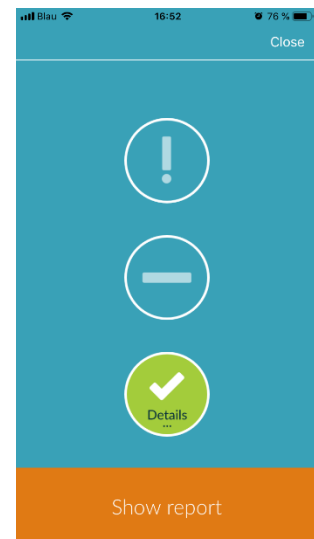 Blau 16:52 76 %
Close
Details
...
Show report